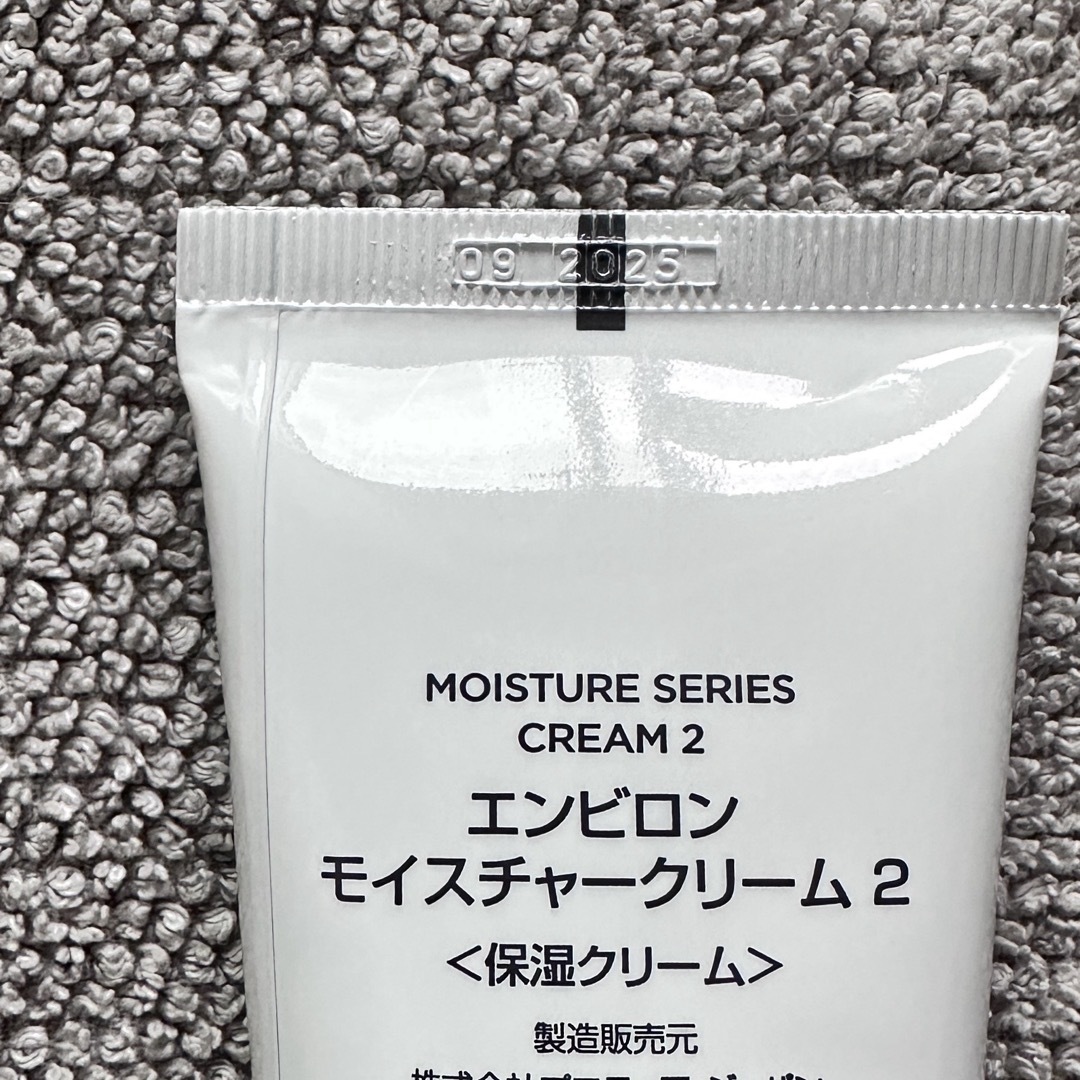 09 2025
MOISTURE SERIES
CREAM 2
エンビロン
モイスチャークリーム 2
<保湿クリーム>
製造販売元